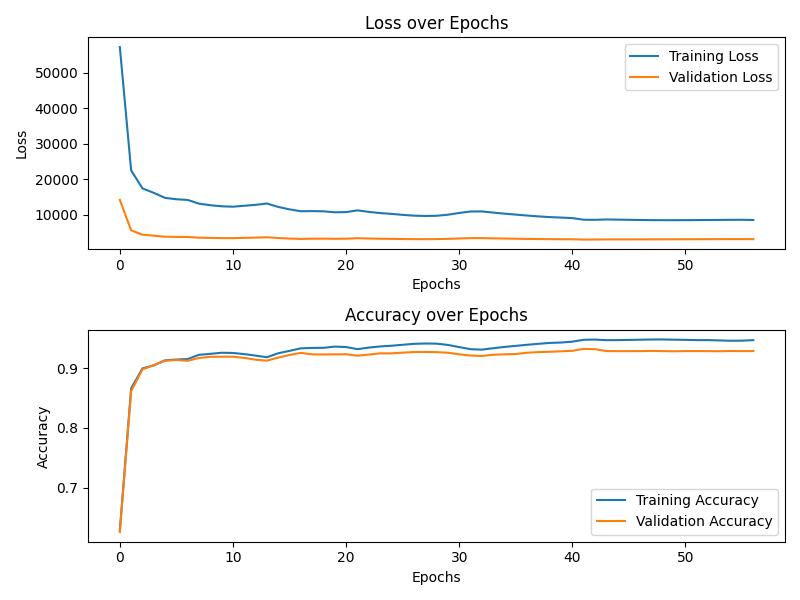 Loss over Epochs
Training Loss
Validation Loss
50000
40000
30000
20000
10000
Loss
0 10 20 30 40 50
Epochs
Accuracy over Epochs
0.9
0.8
0.7
Accuracy
Training Accuracy
Validation Accuracy
0 10 20 30 40 50
Epochs